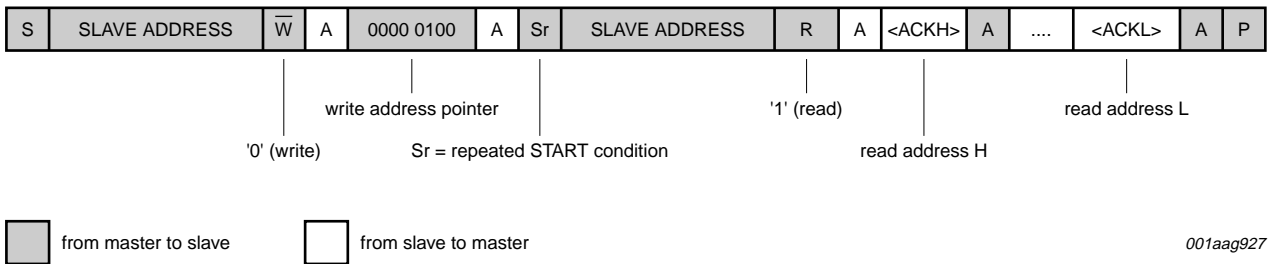 S SLAVE ADDRESS W̅ A 0000 0100 A Sr SLAVE ADDRESS R A <ACKH> A .... <ACKL> A P
write address pointer '1' (read) read address L
'0' (write) Sr = repeated START condition read address H
from master to slave from slave to master 001aag927